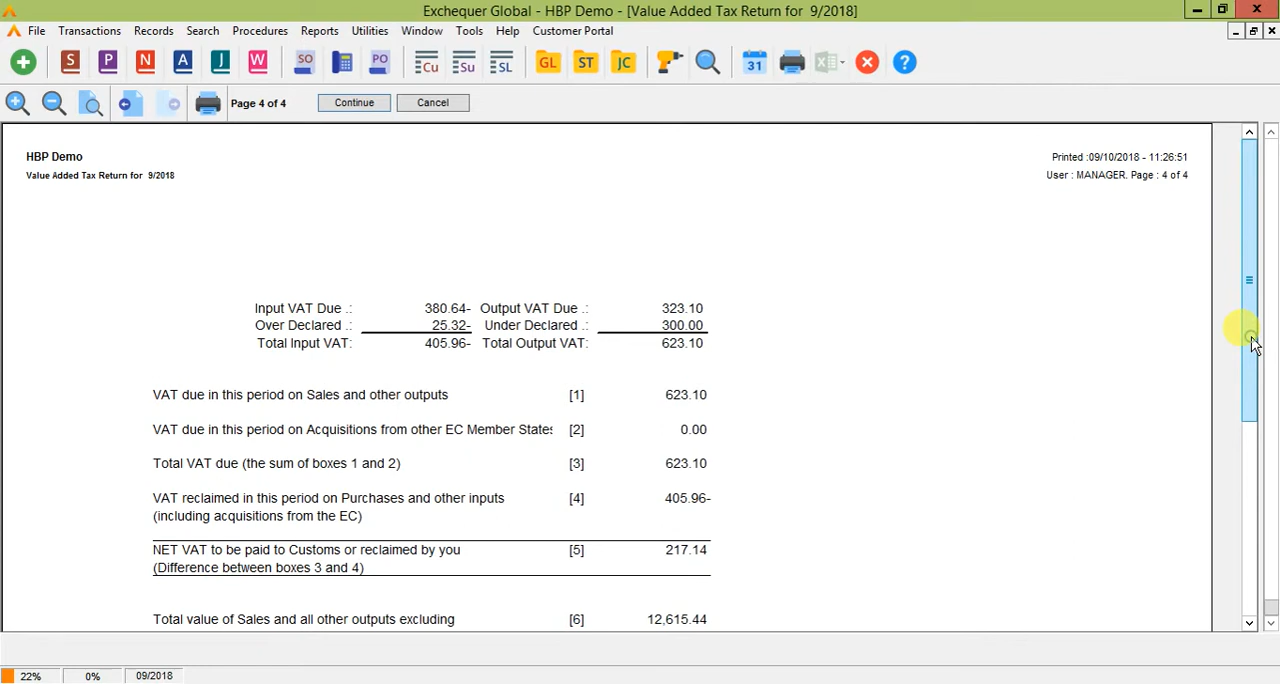 Exchequer Global - HBP Demo - [Value Added Tax Return for 9/2018]
File Transactions Records Search Procedures Reports Utilities Window Tools Help Customer Portal
S P N A J W SO PO Cu Su SL GL ST JC 31 ?
Page 4 of 4 Continue Cancel
HBP Demo Printed :09/10/2018 - 11:26:51
Value Added Tax Return for 9/2018 User : MANAGER. Page : 4 of 4
Input VAT Due .: 380.64- Output VAT Due .: 323.10
Over Declared .: 25.32- Under Declared .: 300.00
Total Input VAT: 405.96- Total Output VAT: 623.10
VAT due in this period on Sales and other outputs [1] 623.10
VAT due in this period on Acquisitions from other EC Member States [2] 0.00
Total VAT due (the sum of boxes 1 and 2) [3] 623.10
VAT reclaimed in this period on Purchases and other inputs [4] 405.96-
(including acquisitions from the EC)
NET VAT to be paid to Customs or reclaimed by you [5] 217.14
(Difference between boxes 3 and 4)
Total value of Sales and all other outputs excluding [6] 12,615.44
22% 0% 09/2018